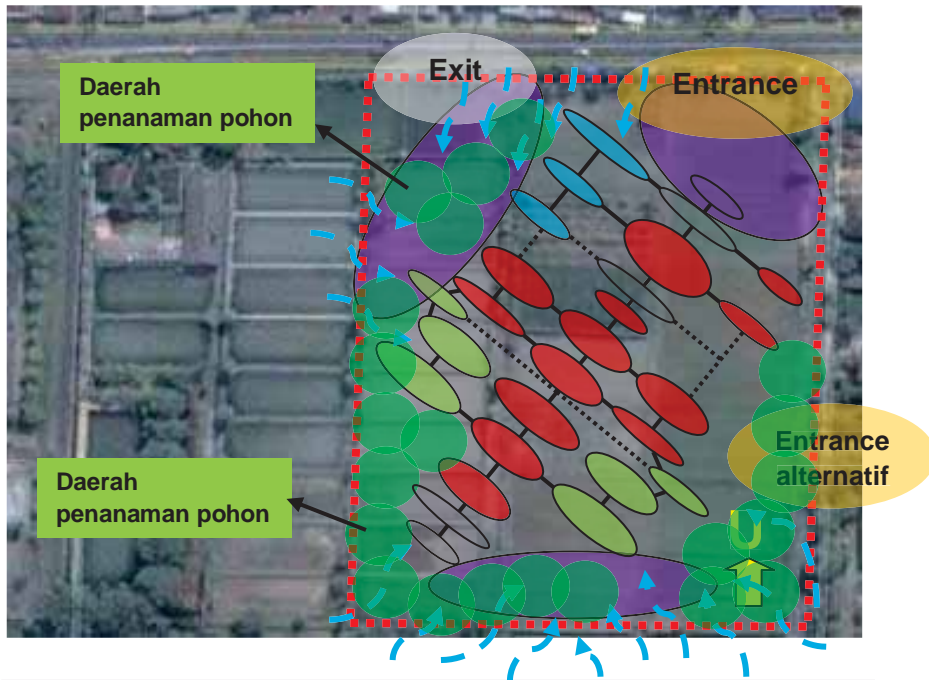 Exit
Entrance
Daerah
penanaman pohon
Entrance
alternatif
Daerah
penanaman pohon
U